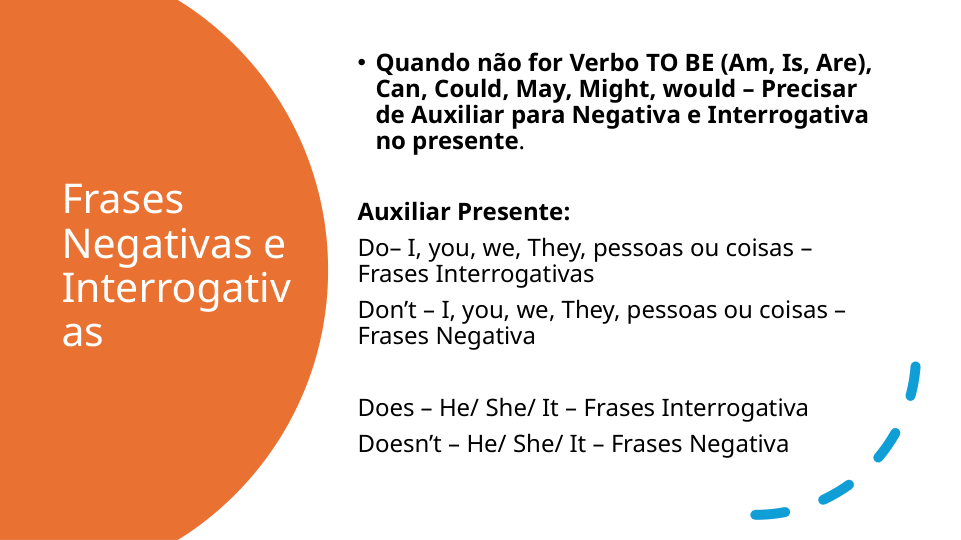 Frases
Negativas e
Interrogativ
as
• Quando não for Verbo TO BE (Am, Is, Are),
Can, Could, May, Might, would – Precisar
de Auxiliar para Negativa e Interrogativa
no presente.
Auxiliar Presente:
Do– I, you, we, They, pessoas ou coisas –
Frases Interrogativas
Don’t – I, you, we, They, pessoas ou coisas –
Frases Negativa
Does – He/ She/ It – Frases Interrogativa
Doesn’t – He/ She/ It – Frases Negativa